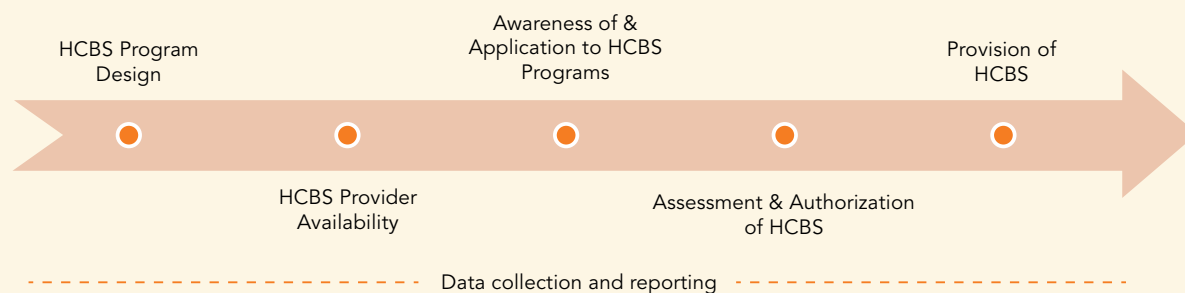 HCBS Program
Design
HCBS Provider
Availability
Awareness of &
Application to HCBS
Programs
Assessment & Authorization
of HCBS
Provision of
HCBS
Data collection and reporting